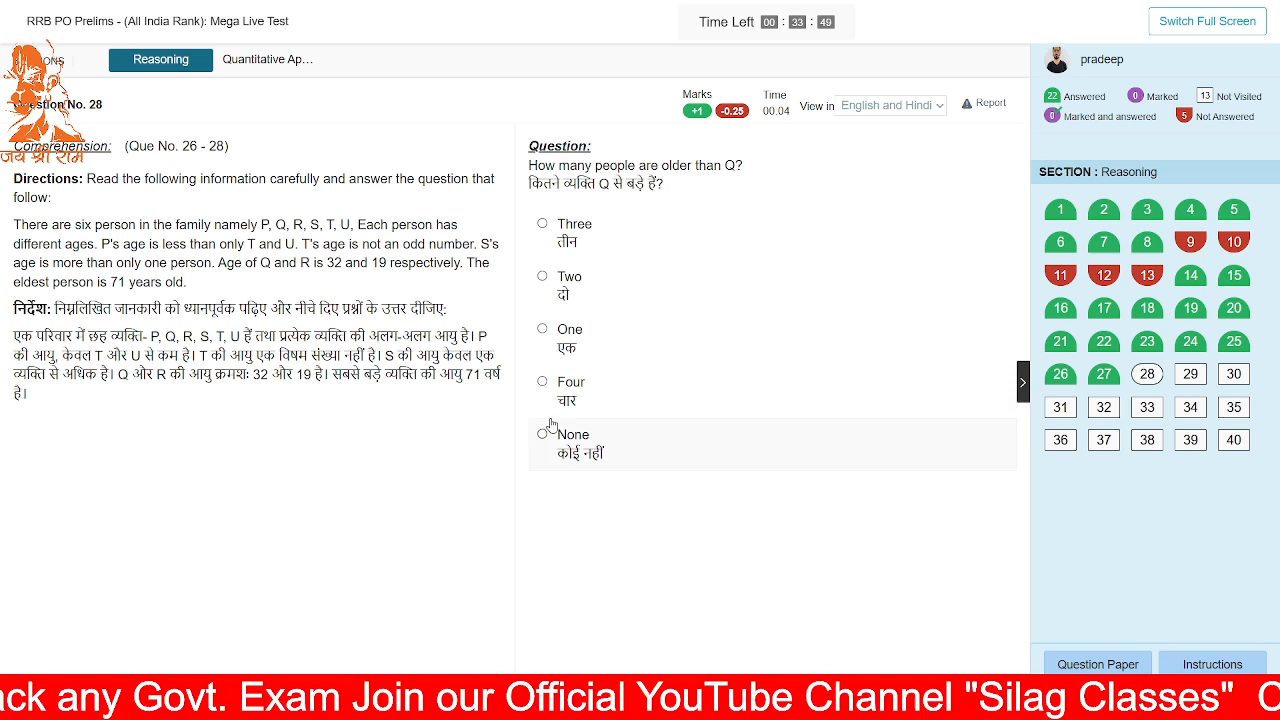 RRB PO Prelims - (All India Rank): Mega Live Test
Time Left 00 : 33 : 49
Switch Full Screen
Reasoning
Quantitative Ap...
pradeep
22 Answered
0 Marked
13 Not Visited
0 Marked and answered
5 Not Answered
Question No. 28
Marks
+1 -0.25
Time
00.04
View in English and Hindi
Report
जय श्री राम
Comprehension: (Que No. 26 - 28)
Directions: Read the following information carefully and answer the question that
follow:
There are six person in the family namely P, Q, R, S, T, U, Each person has
different ages. P's age is less than only T and U. T's age is not an odd number. S's
age is more than only one person. Age of Q and R is 32 and 19 respectively. The
eldest person is 71 years old.
निर्देश: निम्नलिखित जानकारी को ध्यानपूर्वक पढ़िए और नीचे दिए प्रश्नों के उत्तर दीजिए:
एक परिवार में छह व्यक्ति- P, Q, R, S, T, U हैं तथा प्रत्येक व्यक्ति की अलग-अलग आयु है। P
की आयु, केवल T और U से कम है। T की आयु एक विषम संख्या नहीं है। S की आयु केवल एक
व्यक्ति से अधिक है। Q और R की आयु क्रमशः 32 और 19 है। सबसे बड़े व्यक्ति की आयु 71 वर्ष
है।
Question:
How many people are older than Q?
कितने व्यक्ति Q से बड़े हैं?
Three
तीन
Two
दो
One
एक
Four
चार
None
कोई नहीं
SECTION : Reasoning
1 2 3 4 5
6 7 8 9 10
11 12 13 14 15
16 17 18 19 20
21 22 23 24 25
26 27 28 29 30
31 32 33 34 35
36 37 38 39 40
Question Paper
Instructions
ack any Govt. Exam Join our Official YouTube Channel "Silag Classes" C